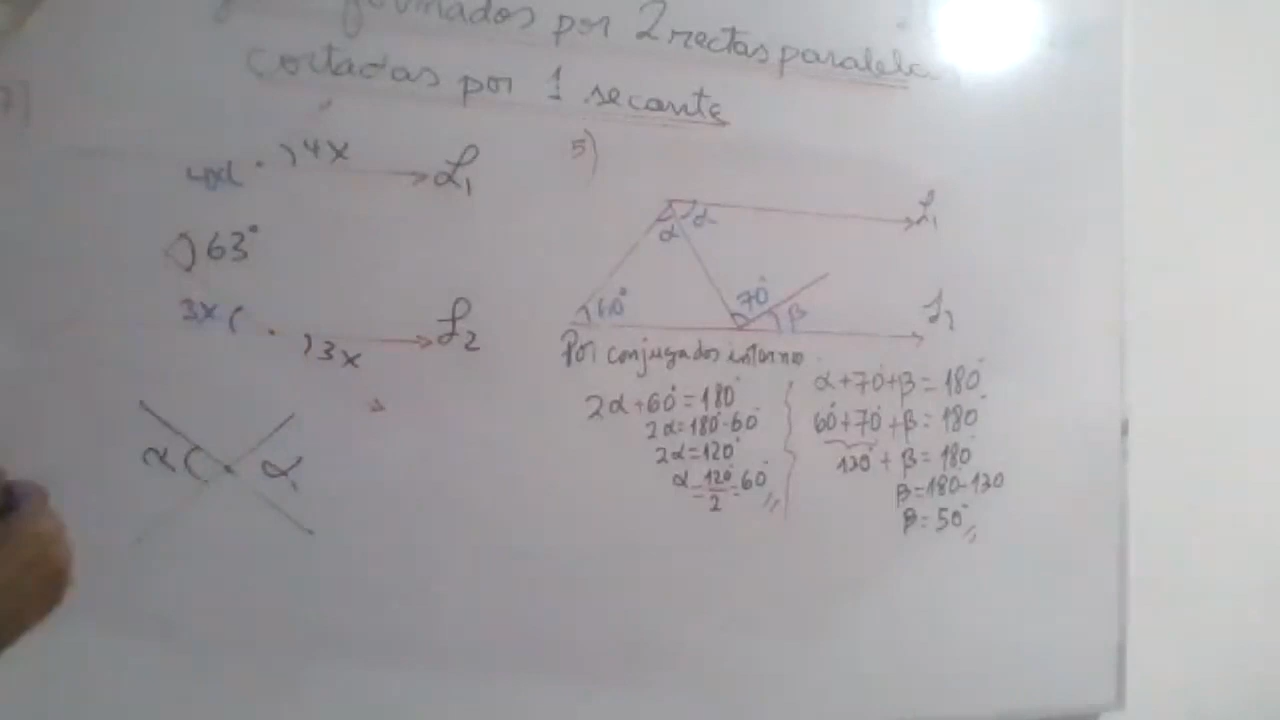 formados por 2 rectas paralela
cortadas por 1 secante
4x L1
63°
3x L2
3x
α α
5)
L1
α
α
60° 70° β L2
Por conjugados interno
2α+60°=180°
2α=180°-60°
2α=120°
α=120°/2=60°
α+70°+β=180°
60°+70°+β=180°
130°+β=180°
β=180-130
β=50°